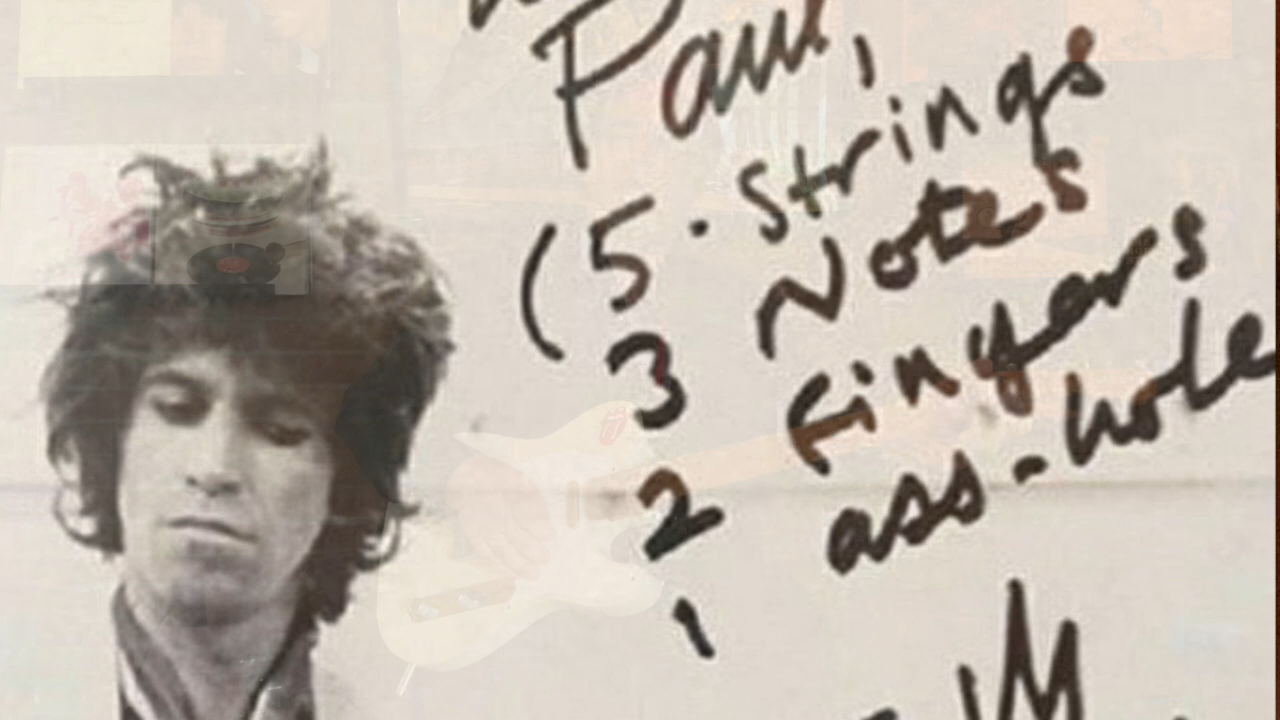 Paul,
(5. Strings
3 Notes
2 Fingers
1 ass-hole